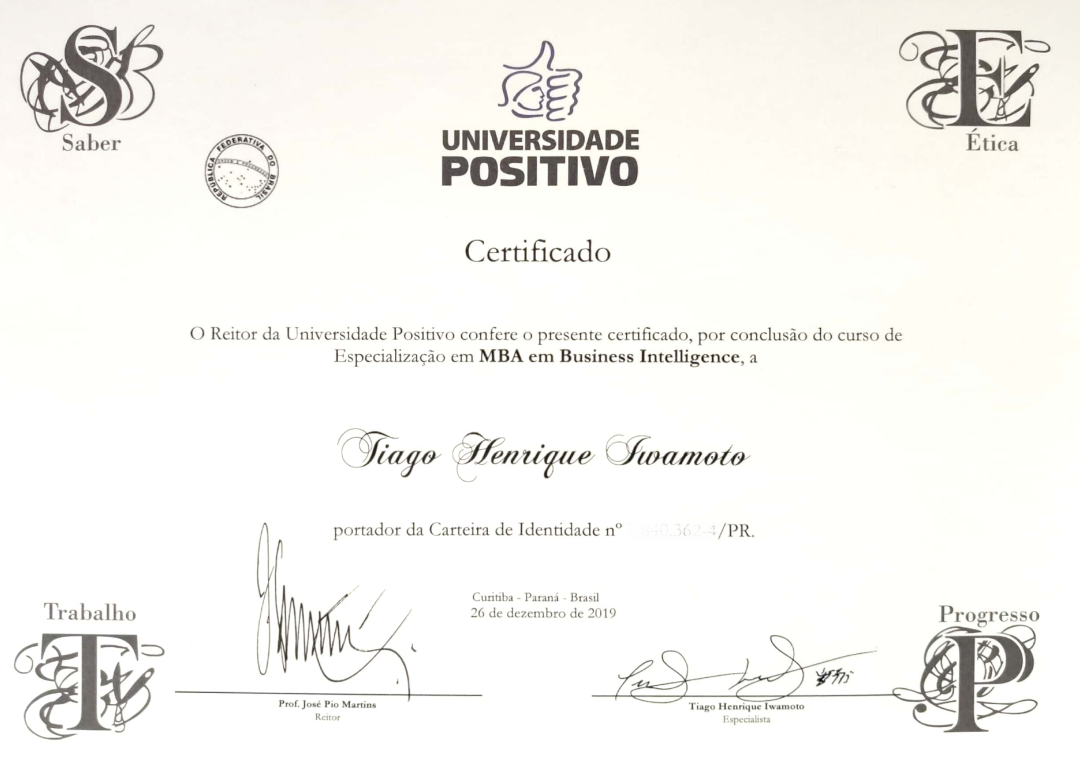 Saber
Ética
REPUBLICA FEDERATIVA DO BRASIL
UNIVERSIDADE
POSITIVO
Certificado
O Reitor da Universidade Positivo confere o presente certificado, por conclusão do curso de
Especialização em MBA em Business Intelligence, a
Tiago Henrique Iwamoto
portador da Carteira de Identidade nº /PR.
Curitiba - Paraná - Brasil
26 de dezembro de 2019
Trabalho
Progresso
Prof. José Pio Martins
Reitor
Tiago Henrique Iwamoto
Especialista